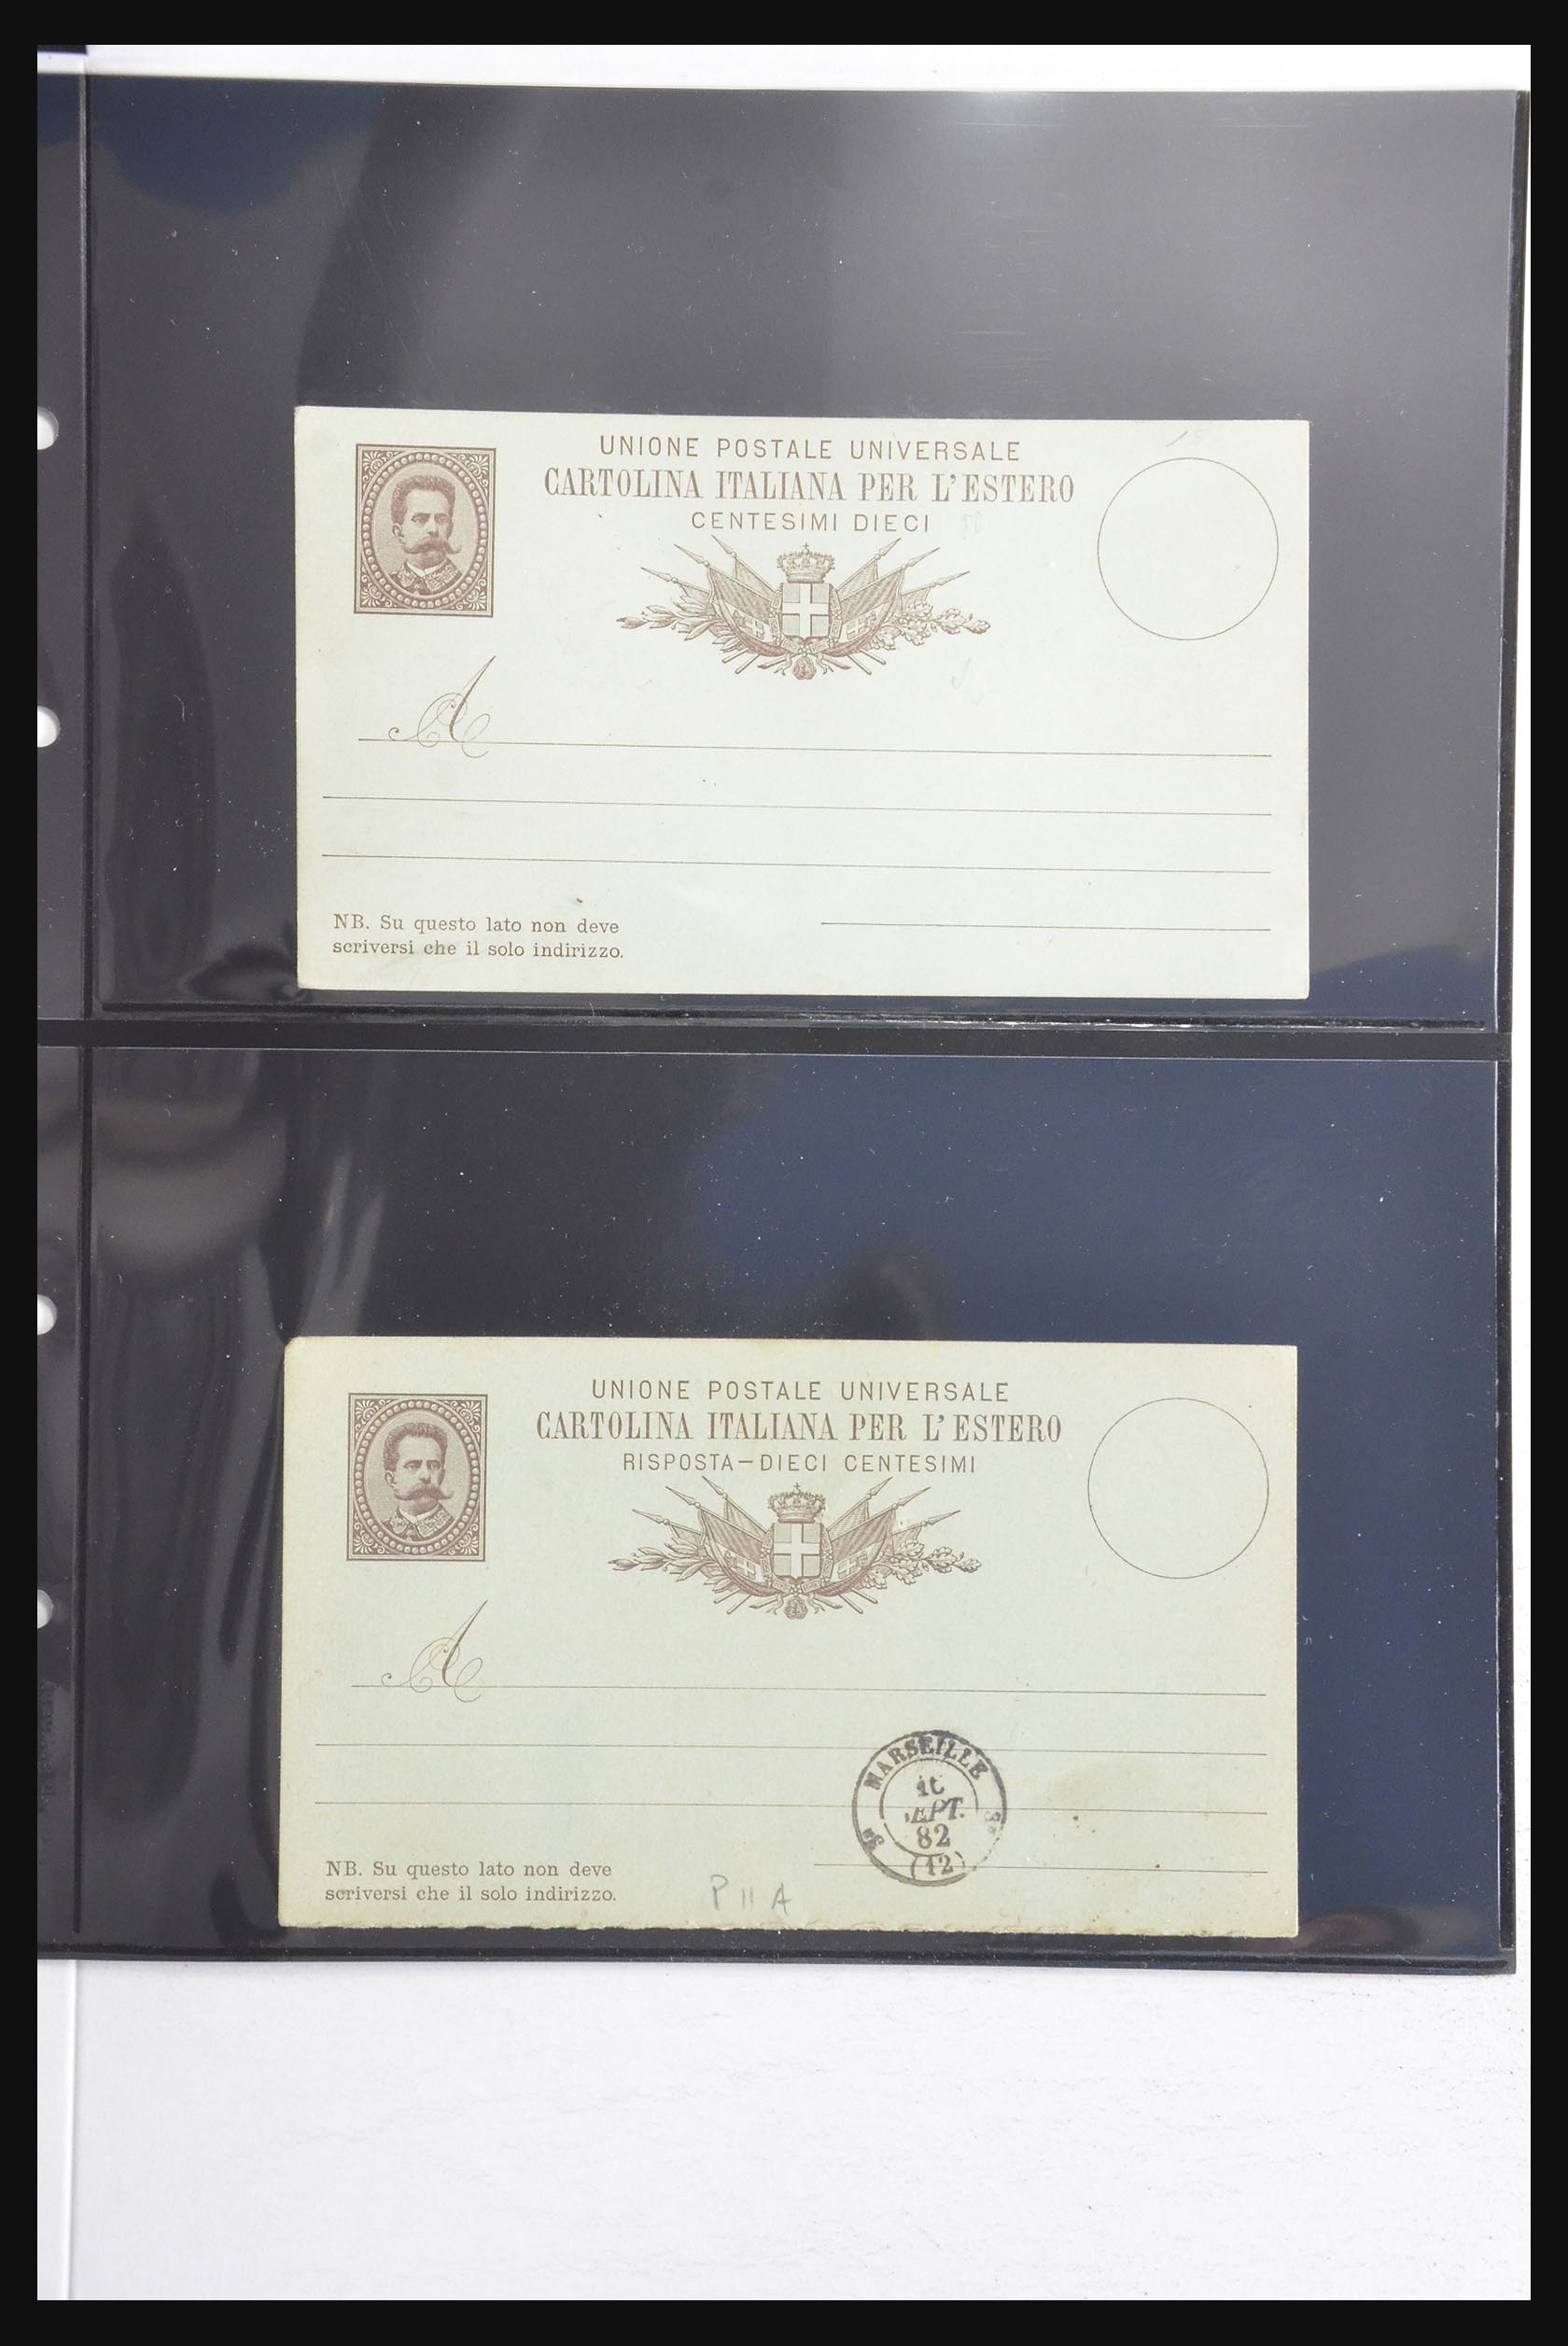 UNIONE POSTALE UNIVERSALE
CARTOLINA ITALIANA PER L'ESTERO
CENTESIMI DIECI
A
NB. Su questo lato non deve
scriversi che il solo indirizzo.
UNIONE POSTALE UNIVERSALE
CARTOLINA ITALIANA PER L'ESTERO
RISPOSTA—DIECI CENTESIMI
A
MARSEILLE
EPT.
82
(12)
NB. Su questo lato non deve
scriversi che il solo indirizzo.
P 11 A